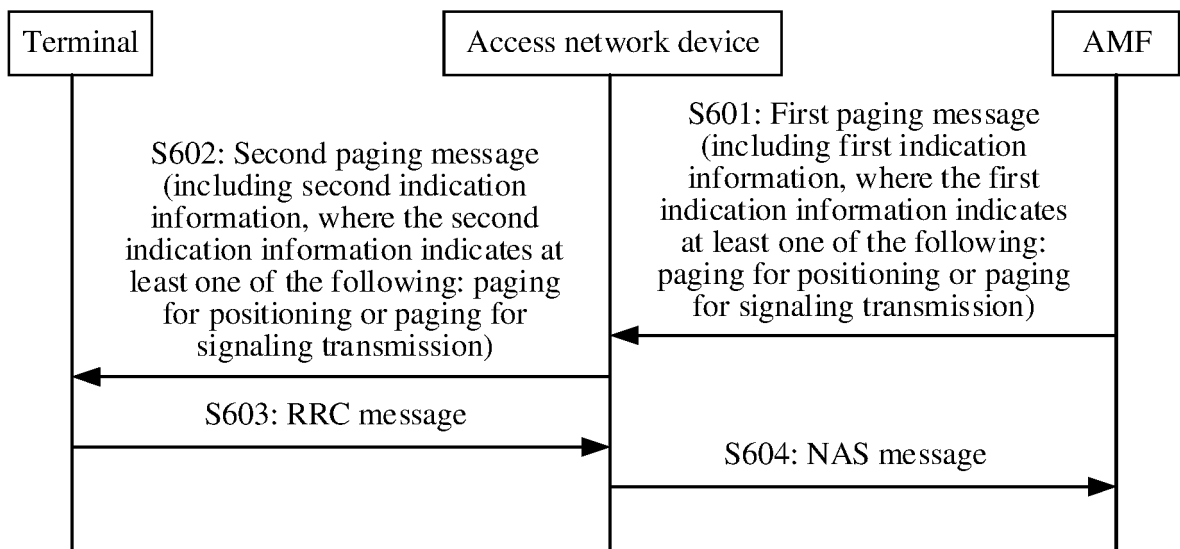 Terminal
Access network device
AMF
S601: First paging message
(including first indication
information, where the first
indication information indicates
at least one of the following:
paging for positioning or paging
for signaling transmission)
S602: Second paging message
(including second indication
information, where the second
indication information indicates at
least one of the following: paging
for positioning or paging for
signaling transmission)
S603: RRC message
S604: NAS message